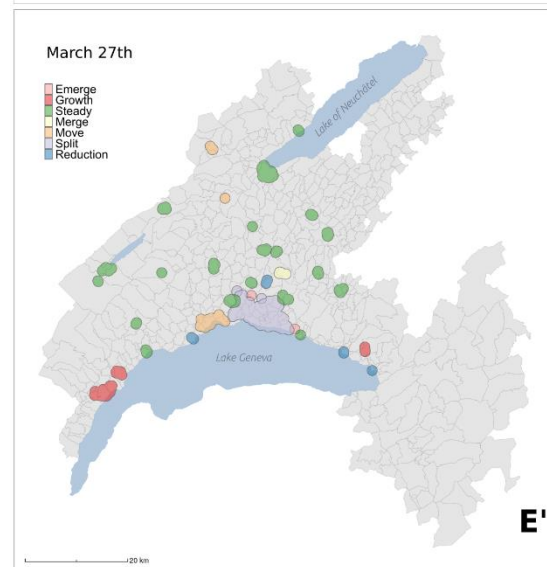 March 27th
Emerge
Growth
Steady
Merge
Move
Split
Reduction
Lake of Neuchâtel
Lake Geneva
E'
20 km